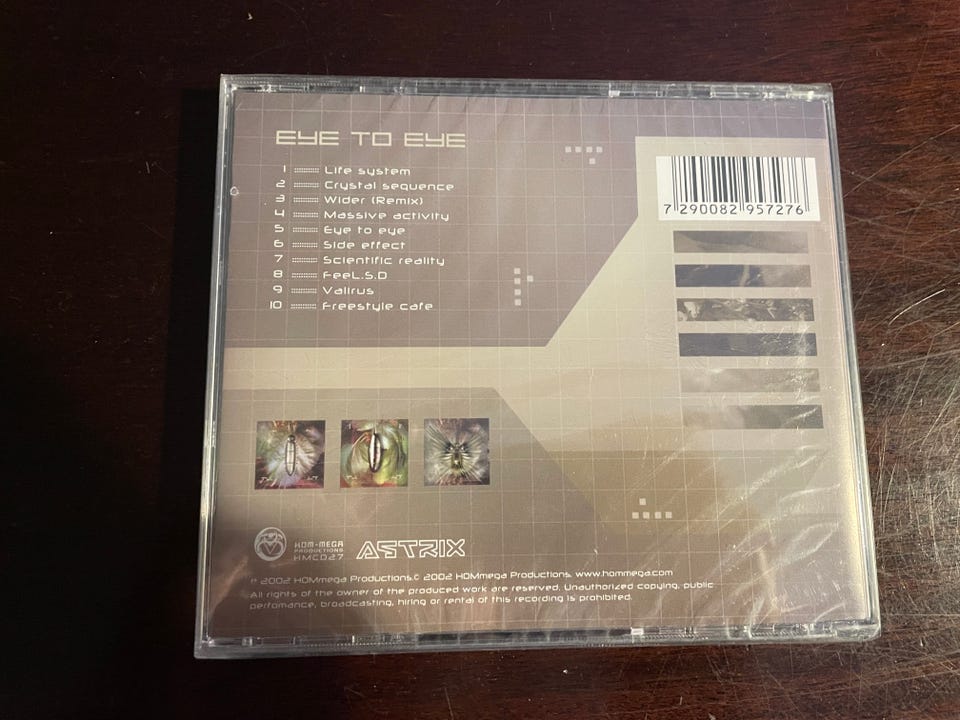 EYE TO EYE
1 Life system
2 Crystal sequence
3 Wider (Remix)
4 Massive activity
5 Eye to eye
6 Side effect
7 Scientific reality
8 FeeL.S.D
9 Valirus
10 Freestyle cafe
7 290082 957276
HOM-MEGA
PRODUCTIONS
HMCD27
ASTRIX
℗ 2002 HOMmega Productions.© 2002 HOMmega Productions. www.hommega.com
All rights of the owner of the produced work are reserved. Unauthorized copying, public
perfomance, broadcasting, hiring or rental of this recording is prohibited.